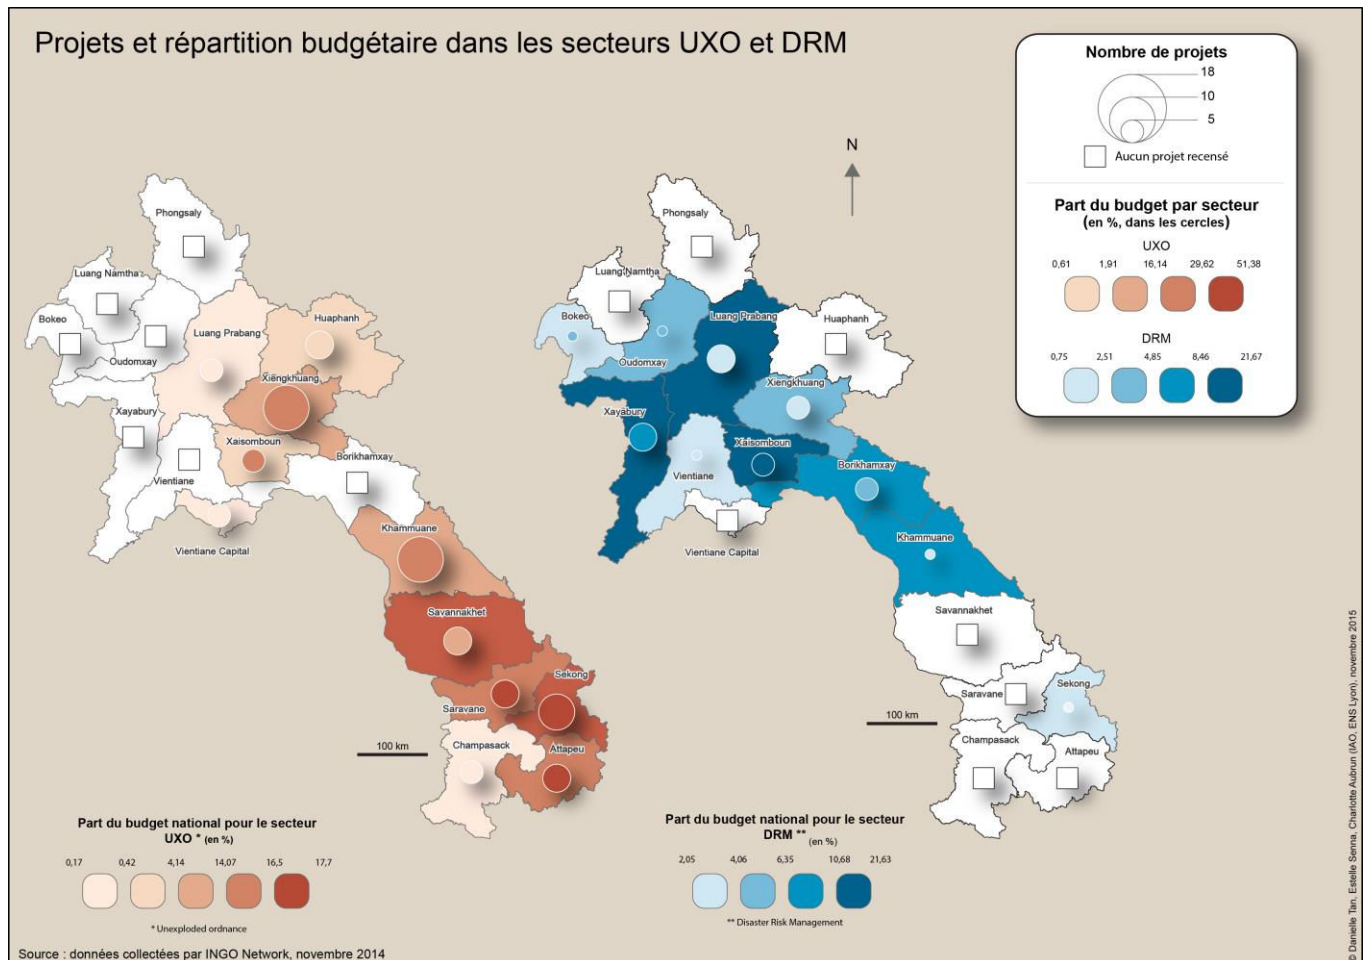 Projets et répartition budgétaire dans les secteurs UXO et DRM
Nombre de projets
18
10
5
Aucun projet recensé
Part du budget par secteur
(en %, dans les cercles)
UXO
0,61 1,91 16,14 29,62 51,38
DRM
0,75 2,51 4,85 8,46 21,67
N
Phongsaly
Luang Namtha
Bokeo
Oudomxay
Luang Prabang
Huaphanh
Xiengkhuang
Xayabury
Xaisomboun
Vientiane
Borikhamxay
Vientiane Capital
Khammuane
Savannakhet
Sekong
Saravane
Champasack
Attapeu
100 km
Phongsaly
Luang Namtha
Bokeo
Oudomxay
Luang Prabang
Huaphanh
Xiengkhuang
Xayabury
Xaisomboun
Vientiane
Borikhamxay
Vientiane Capital
Khammuane
Savannakhet
Sekong
Saravane
Champasack
Attapeu
100 km
Part du budget national pour le secteur
UXO * (en %)
0,17 0,42 4,14 14,07 16,5 17,7
* Unexploded ordnance
Part du budget national pour le secteur
DRM ** (en %)
2,05 4,06 6,35 10,68 21,63
** Disaster Risk Management
Source : données collectées par INGO Network, novembre 2014
© Danielle Tan, Estelle Senna, Charlotte Aubrun (IAO, ENS Lyon), novembre 2015